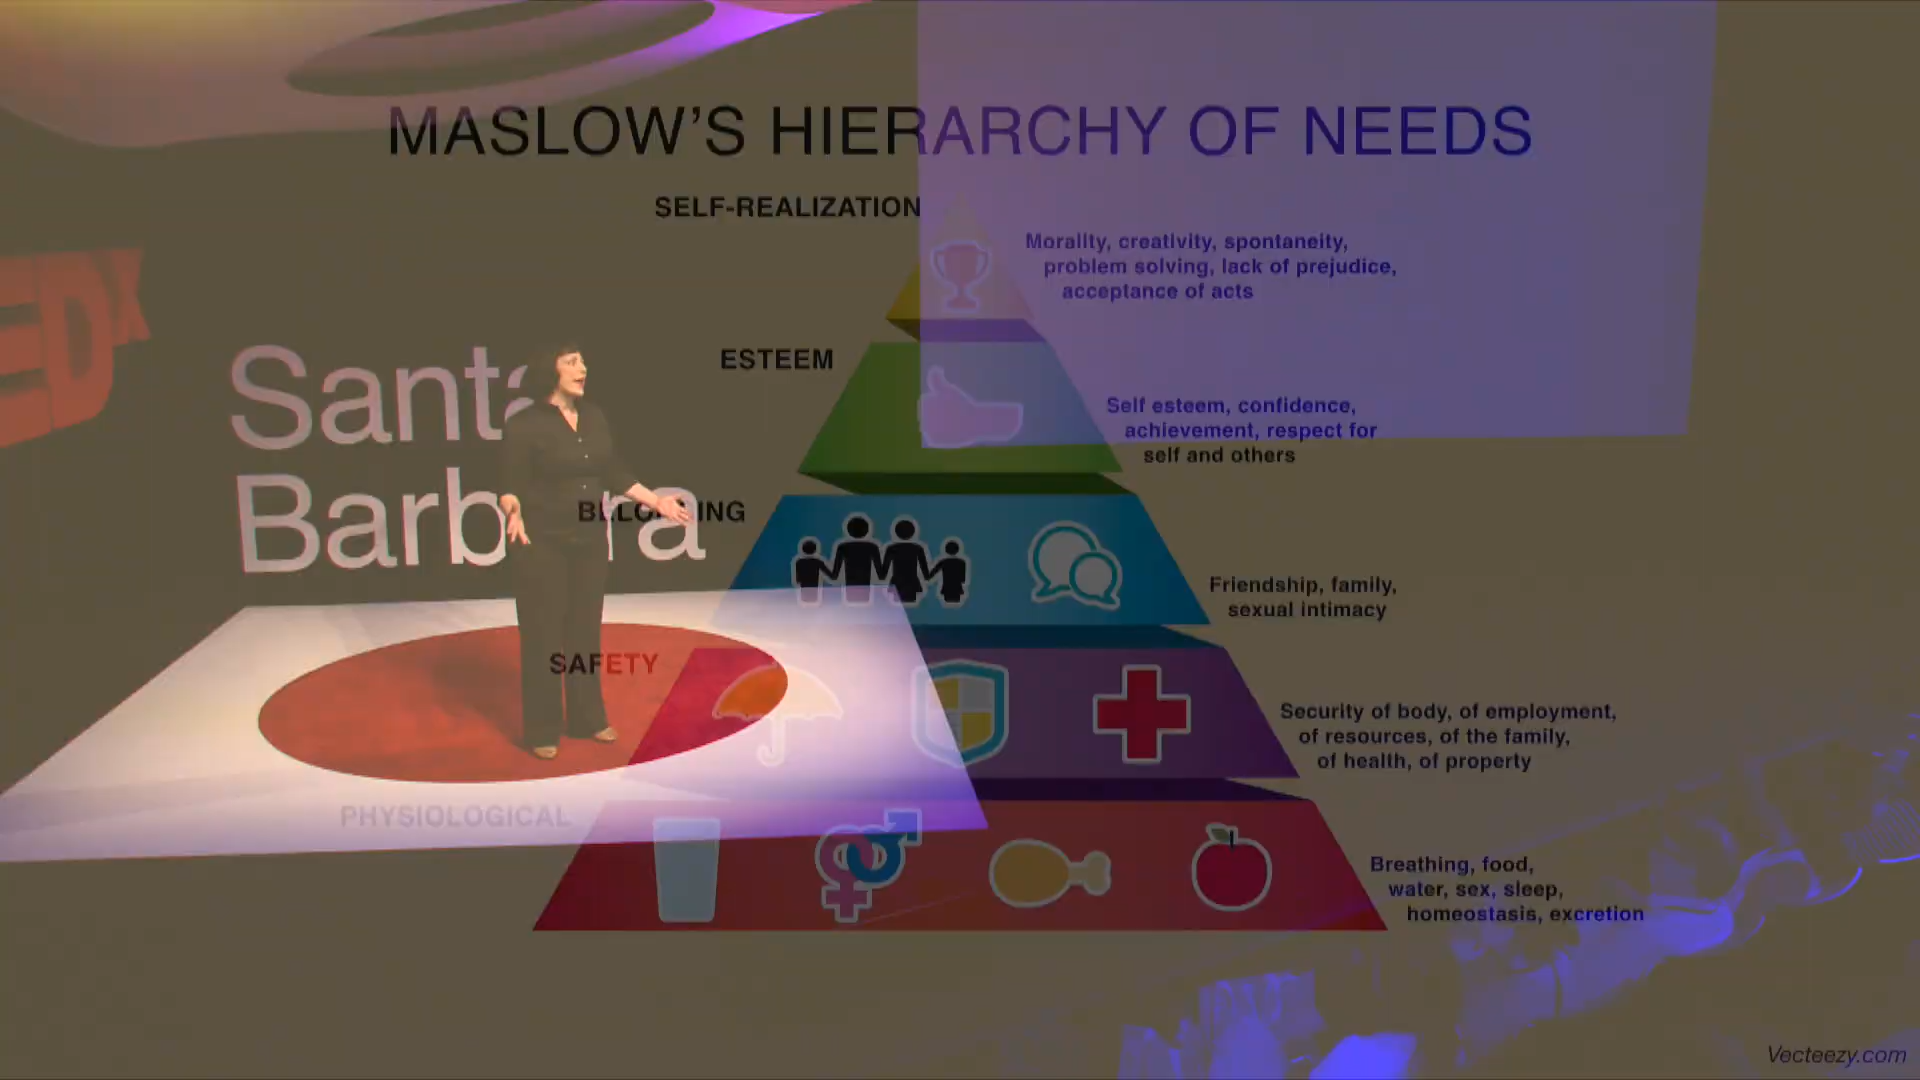 MASLOW'S HIERARCHY OF NEEDS
SELF-REALIZATION
Morality, creativity, spontaneity,
problem solving, lack of prejudice,
acceptance of acts
EDx
Santa
Barbara
ESTEEM
Self esteem, confidence,
achievement, respect for
self and others
BELONGING
Friendship, family,
sexual intimacy
SAFETY
Security of body, of employment,
of resources, of the family,
of health, of property
PHYSIOLOGICAL
Breathing, food,
water, sex, sleep,
homeostasis, excretion
Vecteezy.com